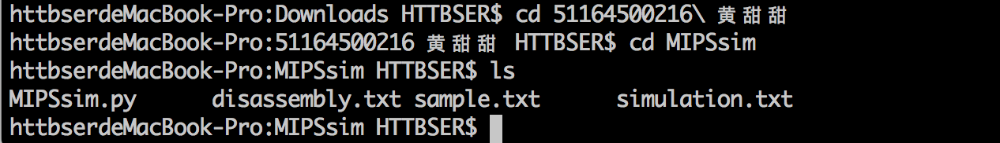 httbserdeMacBook-Pro:Downloads HTTBSER$ cd 51164500216\ 黄甜甜
httbserdeMacBook-Pro:51164500216 黄甜甜 HTTBSER$ cd MIPSsim
httbserdeMacBook-Pro:MIPSsim HTTBSER$ ls
MIPSsim.py      disassembly.txt sample.txt      simulation.txt
httbserdeMacBook-Pro:MIPSsim HTTBSER$